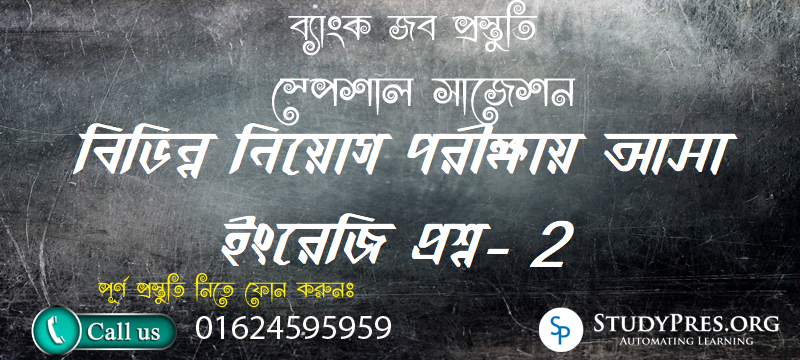 ব্যাংক জব প্রস্তুতি
স্পেশাল সাজেশন
বিভিন্ন নিয়োগ পরীক্ষায় আসা
ইংরেজি প্রশ্ন- 2
পূর্ণ প্রস্তুতি নিতে ফোন করুনঃ
Call us 01624595959
SP STUDYPRES.ORG
AUTOMATING LEARNING